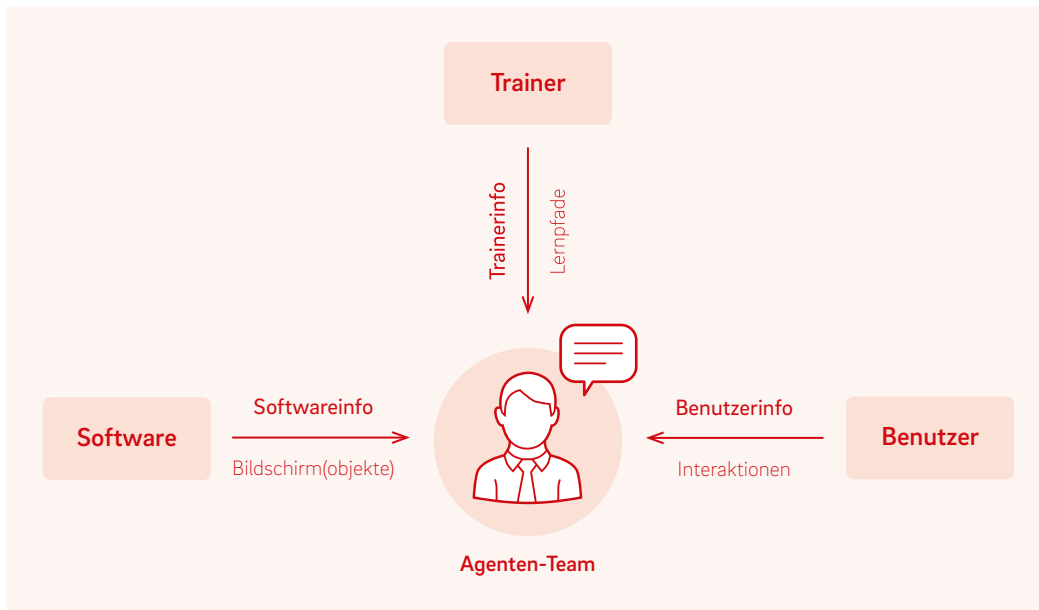 Trainer
Trainerinfo
Lernpfade
Software
Softwareinfo
Bildschirm(objekte)
Benutzerinfo
Interaktionen
Benutzer
Agenten-Team